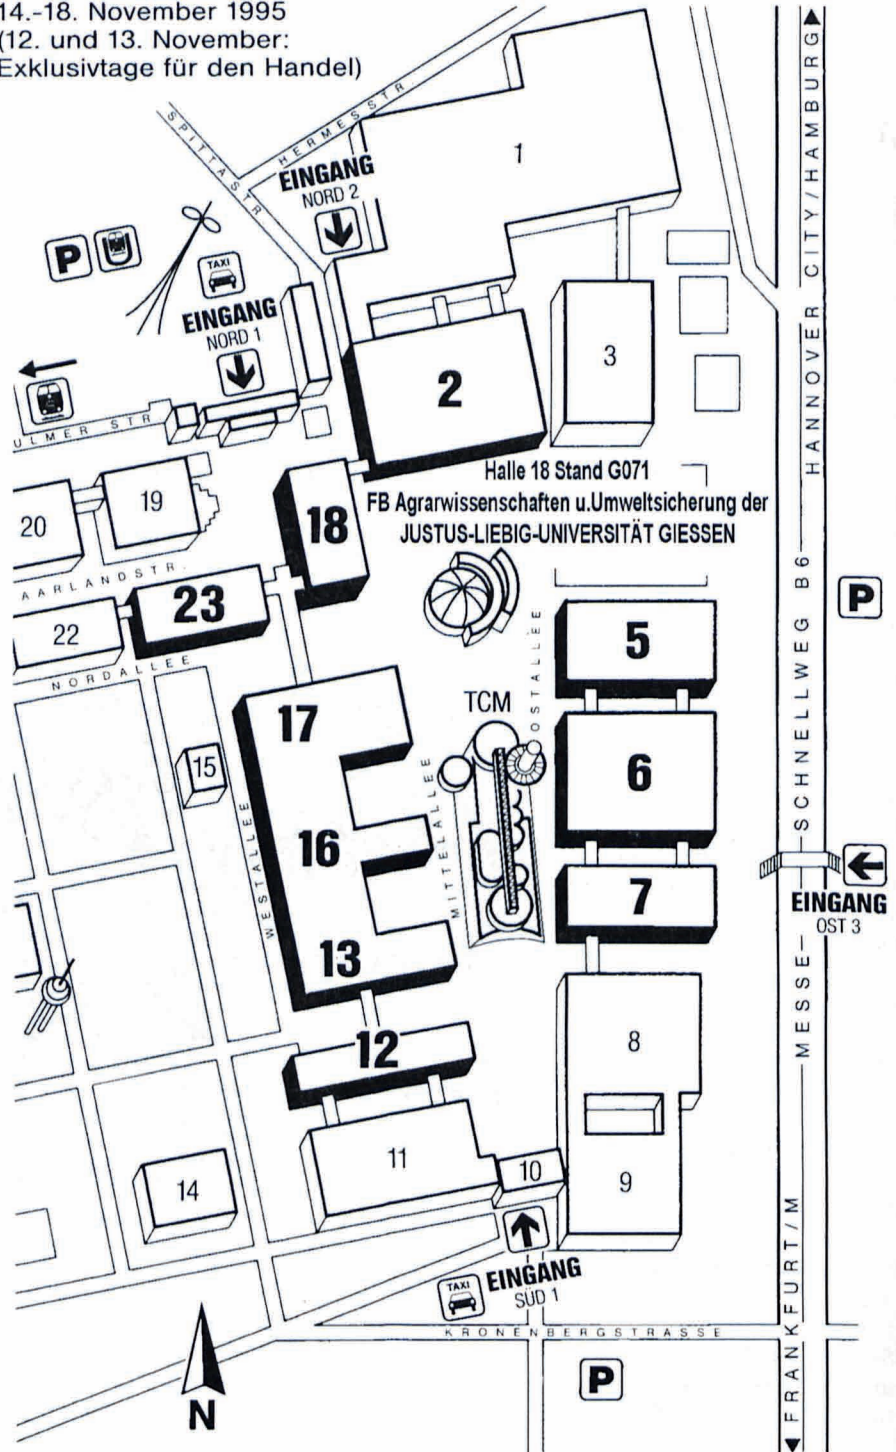 14.-18. November 1995
(12. und 13. November:
Exklusivtage für den Handel)
HERMESSTR.
SPITTASTR
1
EINGANG
NORD 2
P U
TAXI
EINGANG
NORD 1
3
2
ULMER STR
HANNOVER CITY/HAMBURG
Halle 18 Stand G071
FB Agrarwissenschaften u.Umweltsicherung der
JUSTUS-LIEBIG-UNIVERSITÄT GIESSEN
20
19
18
AARLANDSTR.
23
22
NORDALLEE
P
5
OSTALLEE
TCM
17
15
6
SCHNELLWEG B6
MITTELALLEE
16
WESTALLEE
7
EINGANG
OST 3
13
MESSE
12
8
11
10
14
9
EINGANG
SÜD 1
TAXI
KRONENBERGSTRASSE
FRANKFURT/M
P
N